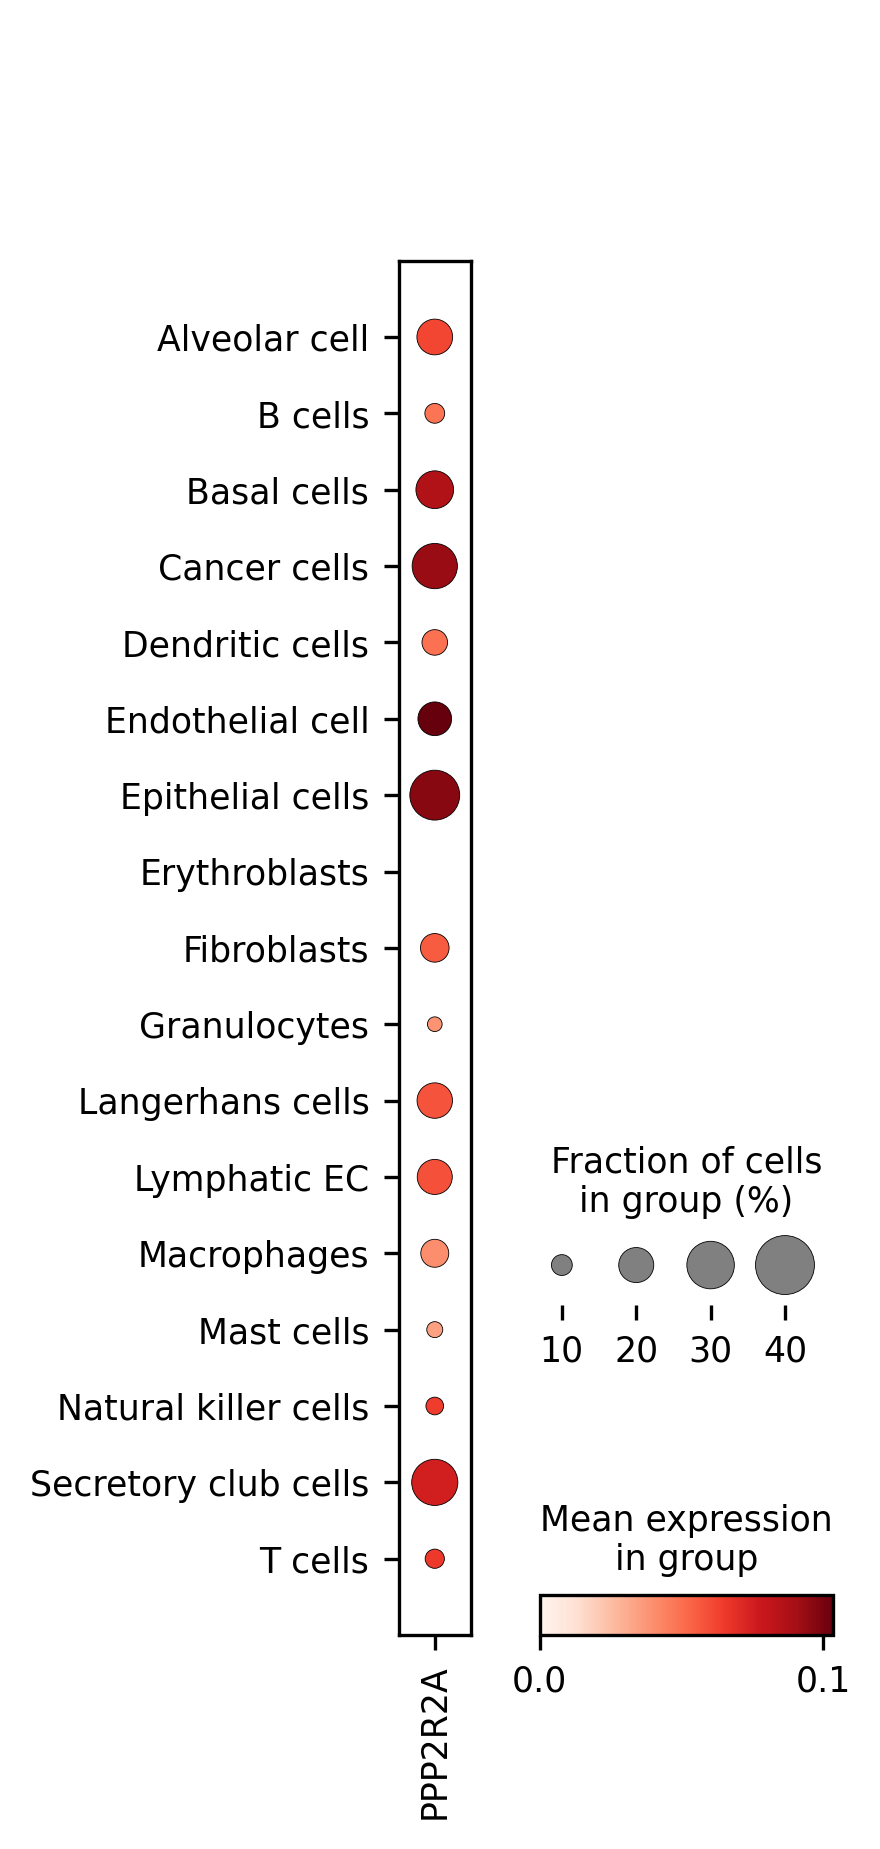 Alveolar cell
B cells
Basal cells
Cancer cells
Dendritic cells
Endothelial cell
Epithelial cells
Erythroblasts
Fibroblasts
Granulocytes
Langerhans cells
Lymphatic EC
Macrophages
Mast cells
Natural killer cells
Secretory club cells
T cells
PPP2R2A
Fraction of cells
in group (%)
10 20 30 40
Mean expression
in group
0.0 0.1